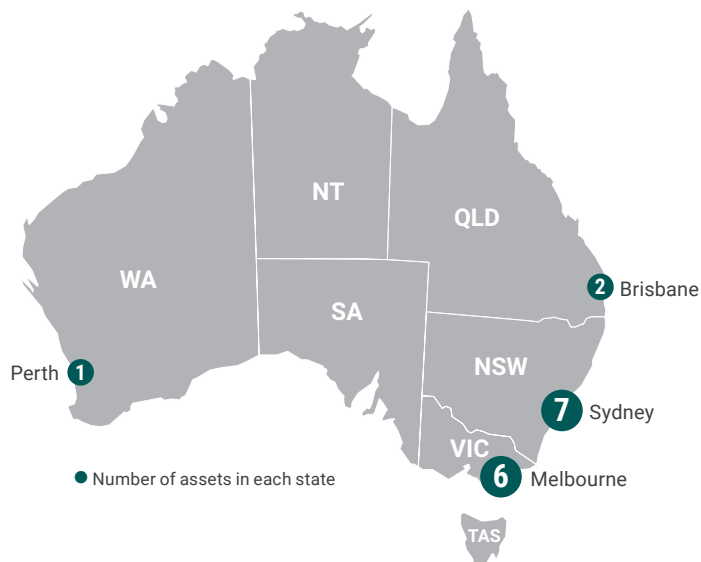 NT
QLD
WA
2 Brisbane
SA
Perth 1
NSW
7 Sydney
VIC
6 Melbourne
Number of assets in each state
TAS